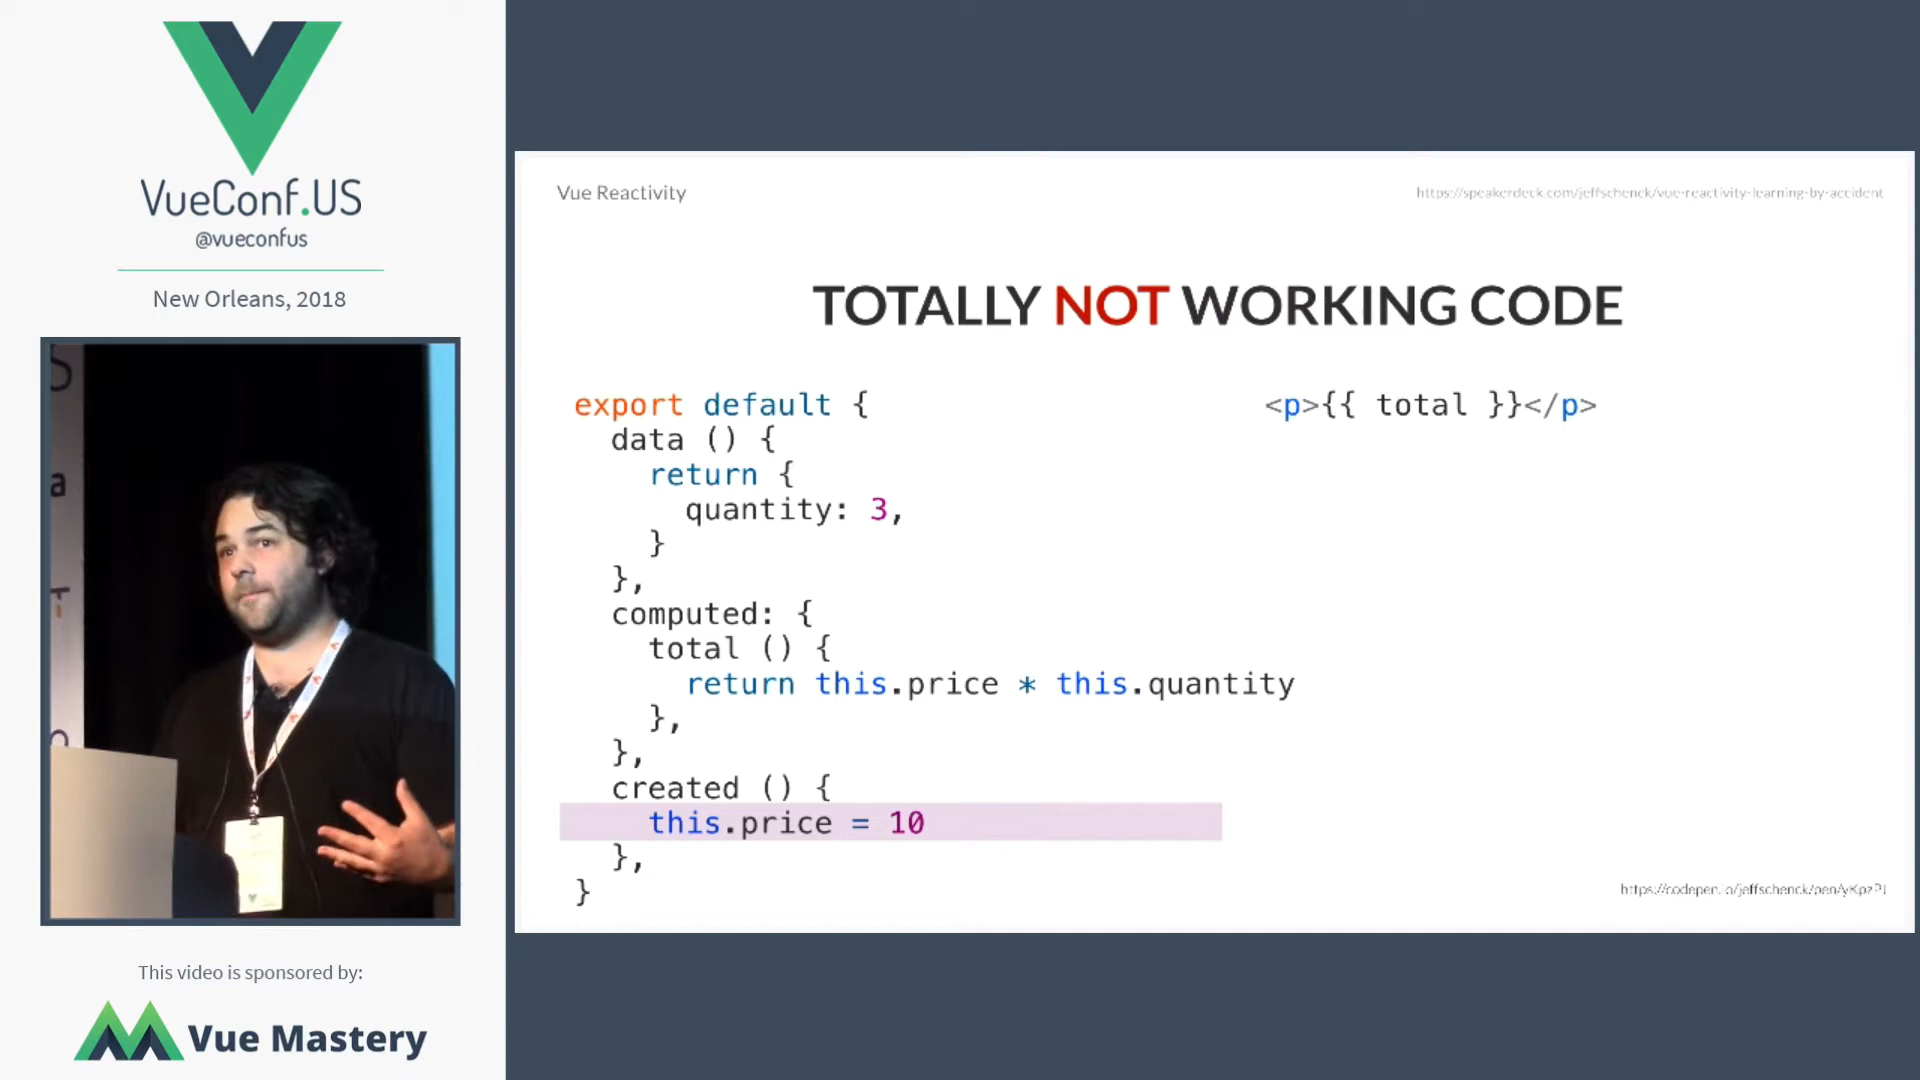 VueConf.US
@vueconfus
New Orleans, 2018
This video is sponsored by:
Vue Mastery
Vue Reactivity
https://speakerdeck.com/jeffschenck/vue-reactivity-learning-by-accident
TOTALLY NOT WORKING CODE
export default {
  data () {
    return {
      quantity: 3,
    }
  },
  computed: {
    total () {
      return this.price * this.quantity
    },
  },
  created () {
    this.price = 10
  },
}
<p>{{ total }}</p>